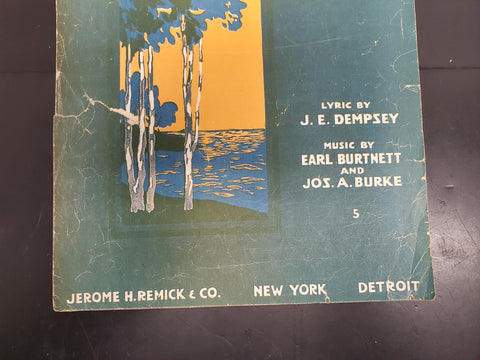 LYRIC BY
J. E. DEMPSEY
MUSIC BY
EARL BURTNETT
AND
JOS. A. BURKE
5
JEROME H. REMICK & CO. NEW YORK DETROIT